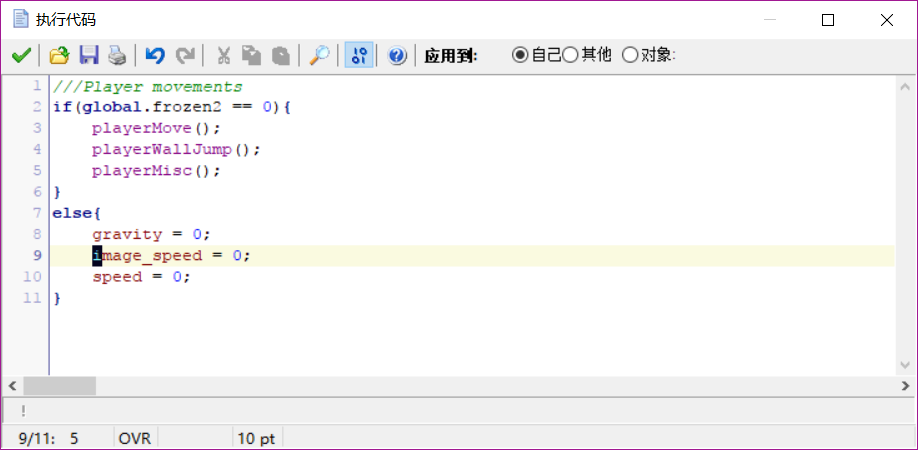 执行代码
应用到: 自己 其他 对象:
1 ///Player movements
2 if(global.frozen2 == 0){
3     playerMove();
4     playerWallJump();
5     playerMisc();
6 }
7 else{
8     gravity = 0;
9     image_speed = 0;
10     speed = 0;
11 }
!
9/11: 5 OVR 10 pt